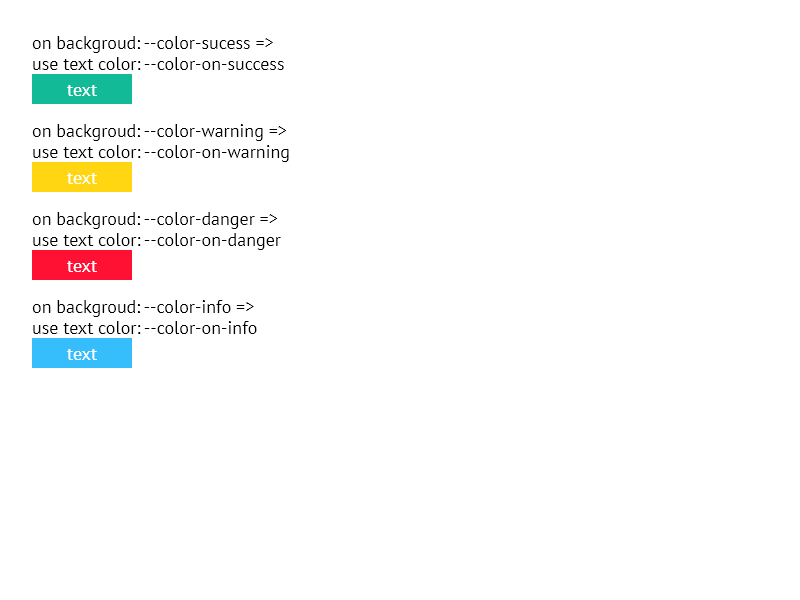 on backgroud: --color-sucess =>
use text color: --color-on-success
text
on backgroud: --color-warning =>
use text color: --color-on-warning
text
on backgroud: --color-danger =>
use text color: --color-on-danger
text
on backgroud: --color-info =>
use text color: --color-on-info
text